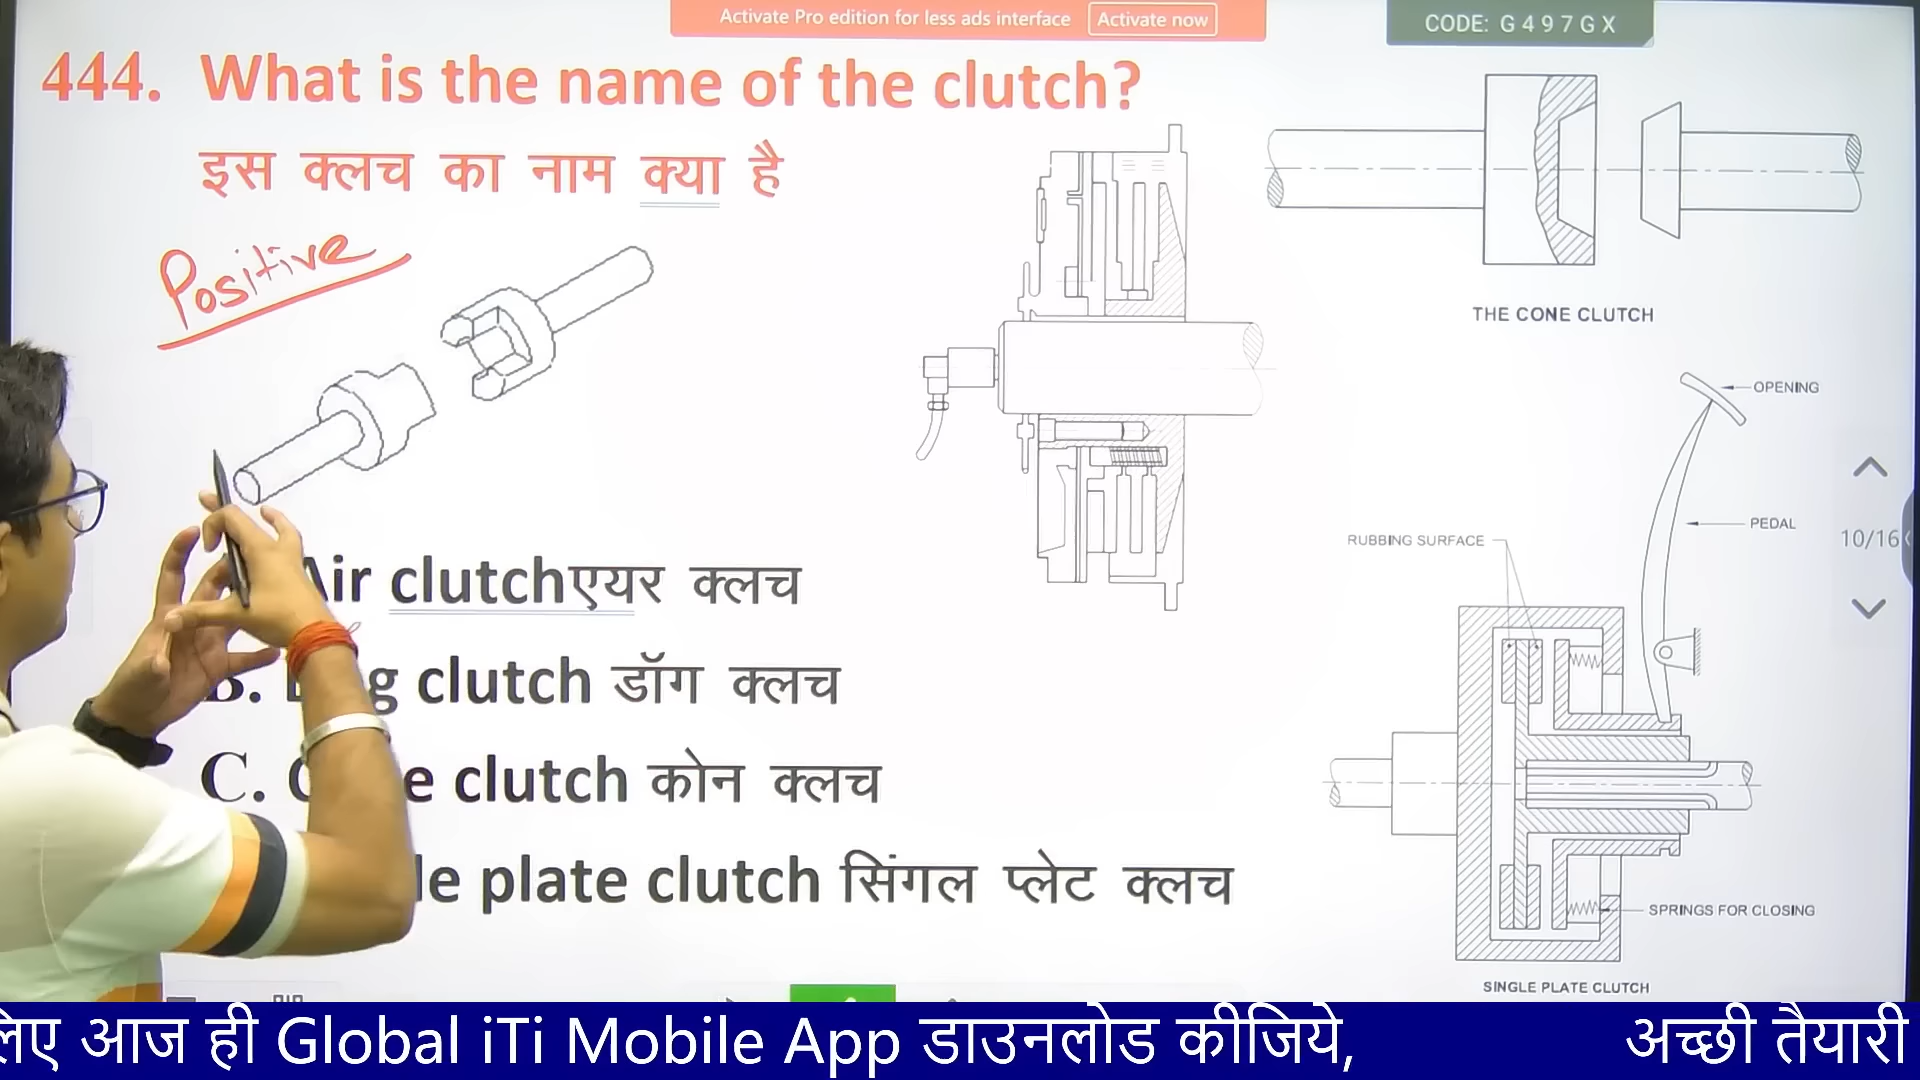 Activate Pro edition for less ads interface Activate now
CODE: G497GX
444. What is the name of the clutch?
इस क्लच का नाम क्या है
Positive
THE CONE CLUTCH
OPENING
PEDAL
10/16
RUBBING SURFACE
Air clutchएयर क्लच
B. clutch डॉग क्लच
C. clutch कोन क्लच
plate clutch सिंगल प्लेट क्लच
SPRINGS FOR CLOSING
SINGLE PLATE CLUTCH
आज ही Global iTi Mobile App डाउनलोड कीजिये, अच्छी तैयारी